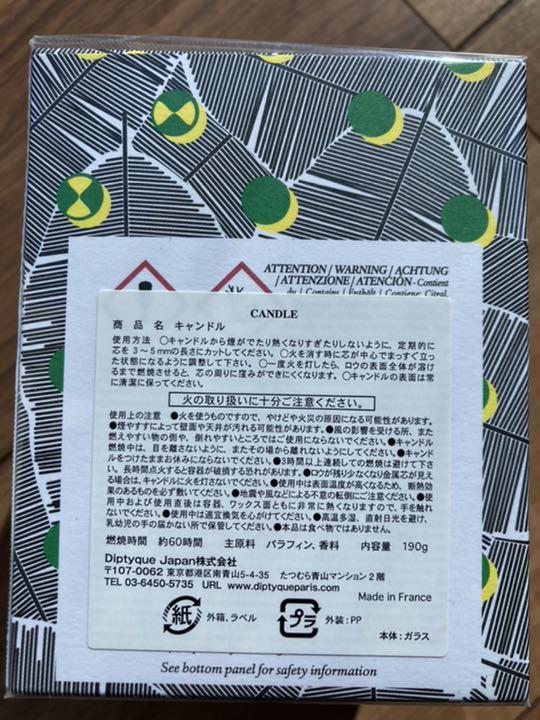 ATTENTION / WARNING / ACHTUNG
/ ATTENZIONE / ATENCIÓN - Contient
du | Contains | Enthält | Contiene: Citral,
CANDLE
商品名 キャンドル
使用方法 ○キャンドルから煙がでたり熱くなりすぎたりしないように、定期的に
芯を3~5mmの長さにカットしてください。○火を消す時に芯が中心でまっすぐ立っ
た状態になるように調整して下さい。○一度火を灯したら、ロウの表面全体が溶け
るまで燃焼させると、芯の周りに窪みができにくくなります。○キャンドルの表面は常
に清潔に保ってください。
火の取り扱いに十分ご注意ください。
使用上の注意 ●火を使うものですので、やけどや火災の原因になる可能性があります。
●煙やすすによって壁面や天井が汚れる可能性があります。●風の影響を受ける所、また
燃えやすい物の側や、倒れやすいところではご使用にならないでください。●キャンドル
使用中は、目を離さないように、またその場から離れないようにしてください。●キャン
ドルをつけたままお休みにならないでください。●3時間以上連続しての燃焼は避けて下さ
い。長時間点火すると容器が破損する恐れがあります。●ロウが残り少なくなり金属芯が見え
る場合は、キャンドルに火を灯さないでください。●使用中は表面温度が高くなるため、断熱効
果のあるものを必ず敷いてください。●地震や風などによる不意の転倒にご注意ください。●使
用中および使用直後は容器、ワックス面ともに非常に熱くなりますので、手を触れ
ないでください。●使用中は適宜換気を心がけてください。●高温多湿、直射日光を避け、
乳幼児の手の届かない所で保管してください。●本品は食べ物ではありません。
燃焼時間 約60時間 主原料 パラフィン、香料 内容量 190g
Diptyque Japan株式会社
〒107-0062 東京都港区南青山5-4-35 たつむら青山マンション2階
TEL 03-6450-5735 URL www.diptyqueparis.com
Made in France
紙 外箱、ラベル プラ 外装:PP
本体:ガラス
See bottom panel for safety information